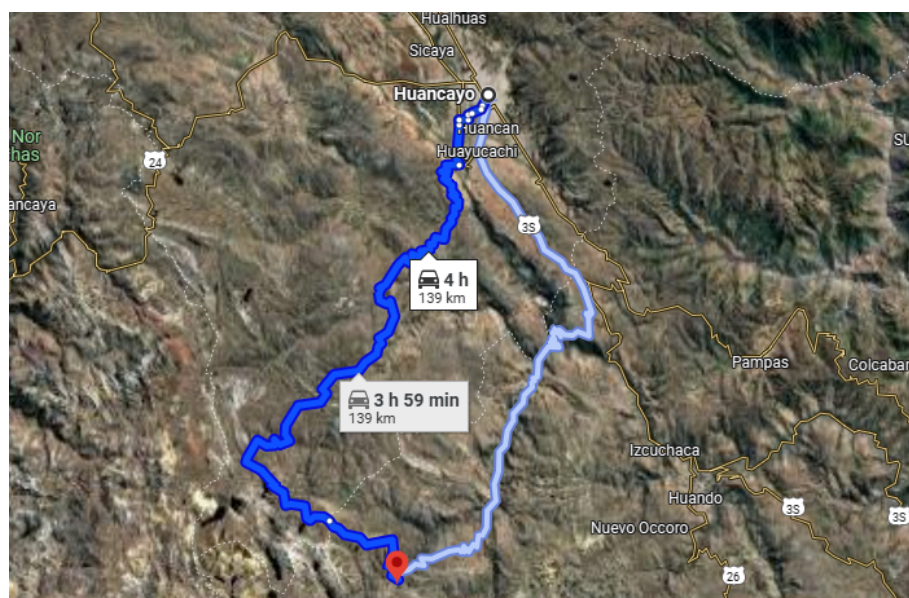 Hualhuas
Sicaya
Huancayo
Huancan
Huayucachi
Nor
has
24
ancaya
SU
3S
4 h
139 km
3 h 59 min
139 km
Pampas
Colcabar
Izcuchaca
Huando
3S
3S
Nuevo Occoro
26